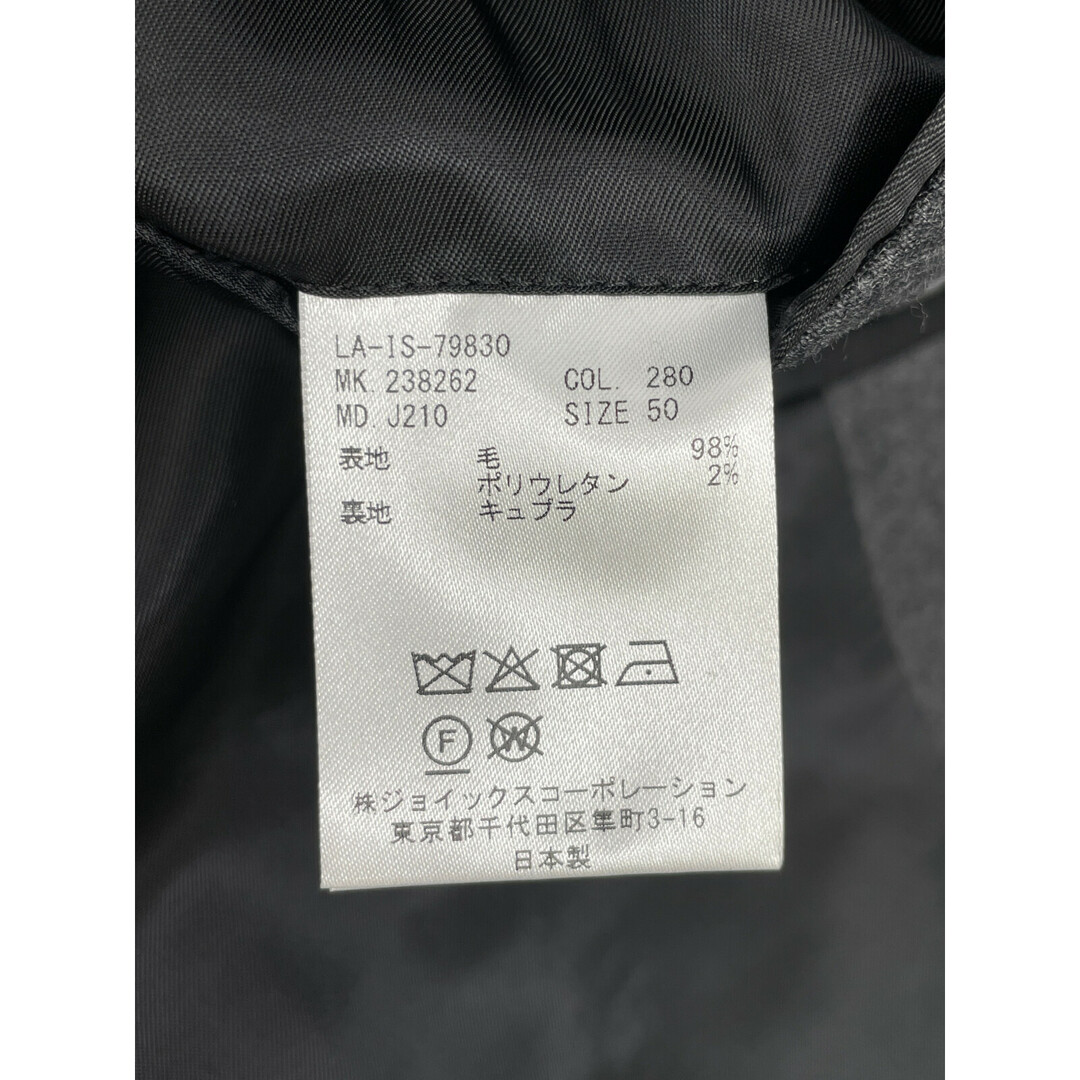 LA-IS-79830
MK 238262 COL. 280
MD J210 SIZE 50
表地 毛 98%
ポリウレタン 2%
裏地 キュプラ
F W
株ジョイックスコーポレーション
東京都千代田区隼町3-16
日本製